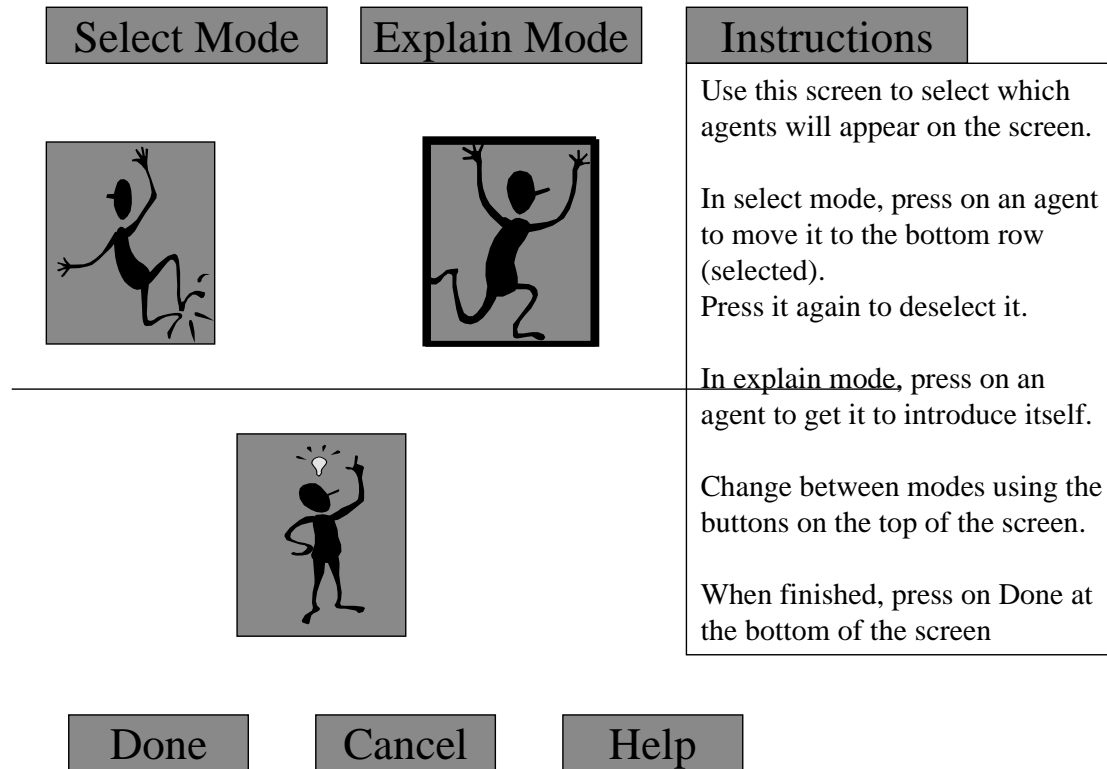 Select Mode
Explain Mode
Instructions
Use this screen to select which
agents will appear on the screen.
In select mode, press on an agent
to move it to the bottom row
(selected).
Press it again to deselect it.
In explain mode, press on an
agent to get it to introduce itself.
Change between modes using the
buttons on the top of the screen.
When finished, press on Done at
the bottom of the screen
Done
Cancel
Help